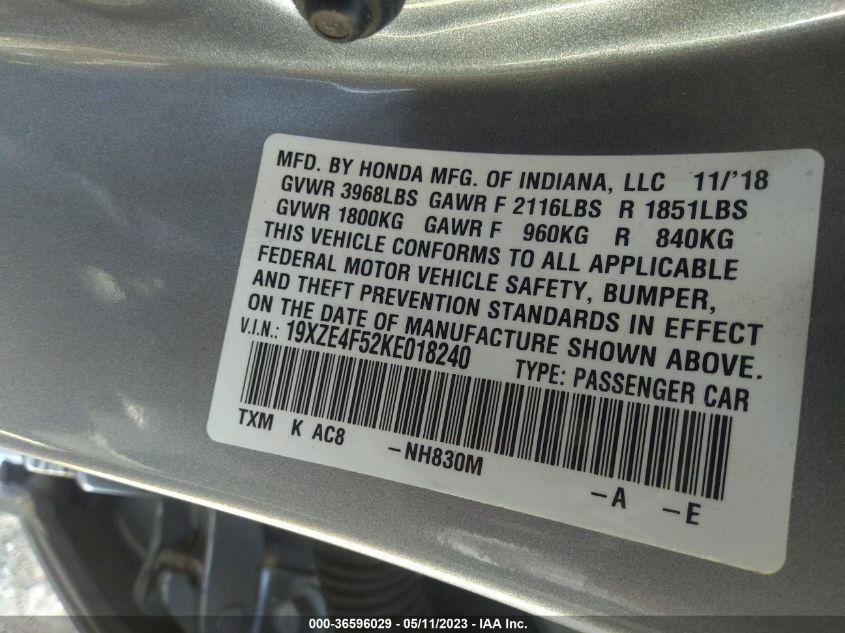 MFD. BY HONDA MFG. OF INDIANA, LLC 11/'18
GVWR 3968LBS GAWR F 2116LBS R 1851LBS
GVWR 1800KG GAWR F 960KG R 840KG
THIS VEHICLE CONFORMS TO ALL APPLICABLE
FEDERAL MOTOR VEHICLE SAFETY, BUMPER,
AND THEFT PREVENTION STANDARDS IN EFFECT
ON THE DATE OF MANUFACTURE SHOWN ABOVE.
V.I.N.: 19XZE4F52KE018240 TYPE: PASSENGER CAR
TXM K AC8 -NH830M -A -E
000-36596029 - 05/11/2023 - IAA Inc.